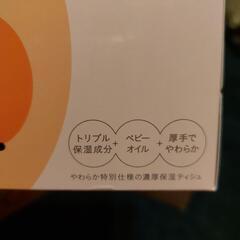 トリプル
保湿成分
+
ベビー
オイル
+
厚手で
やわらか
やわらか特別仕様の濃厚保湿ティシュ